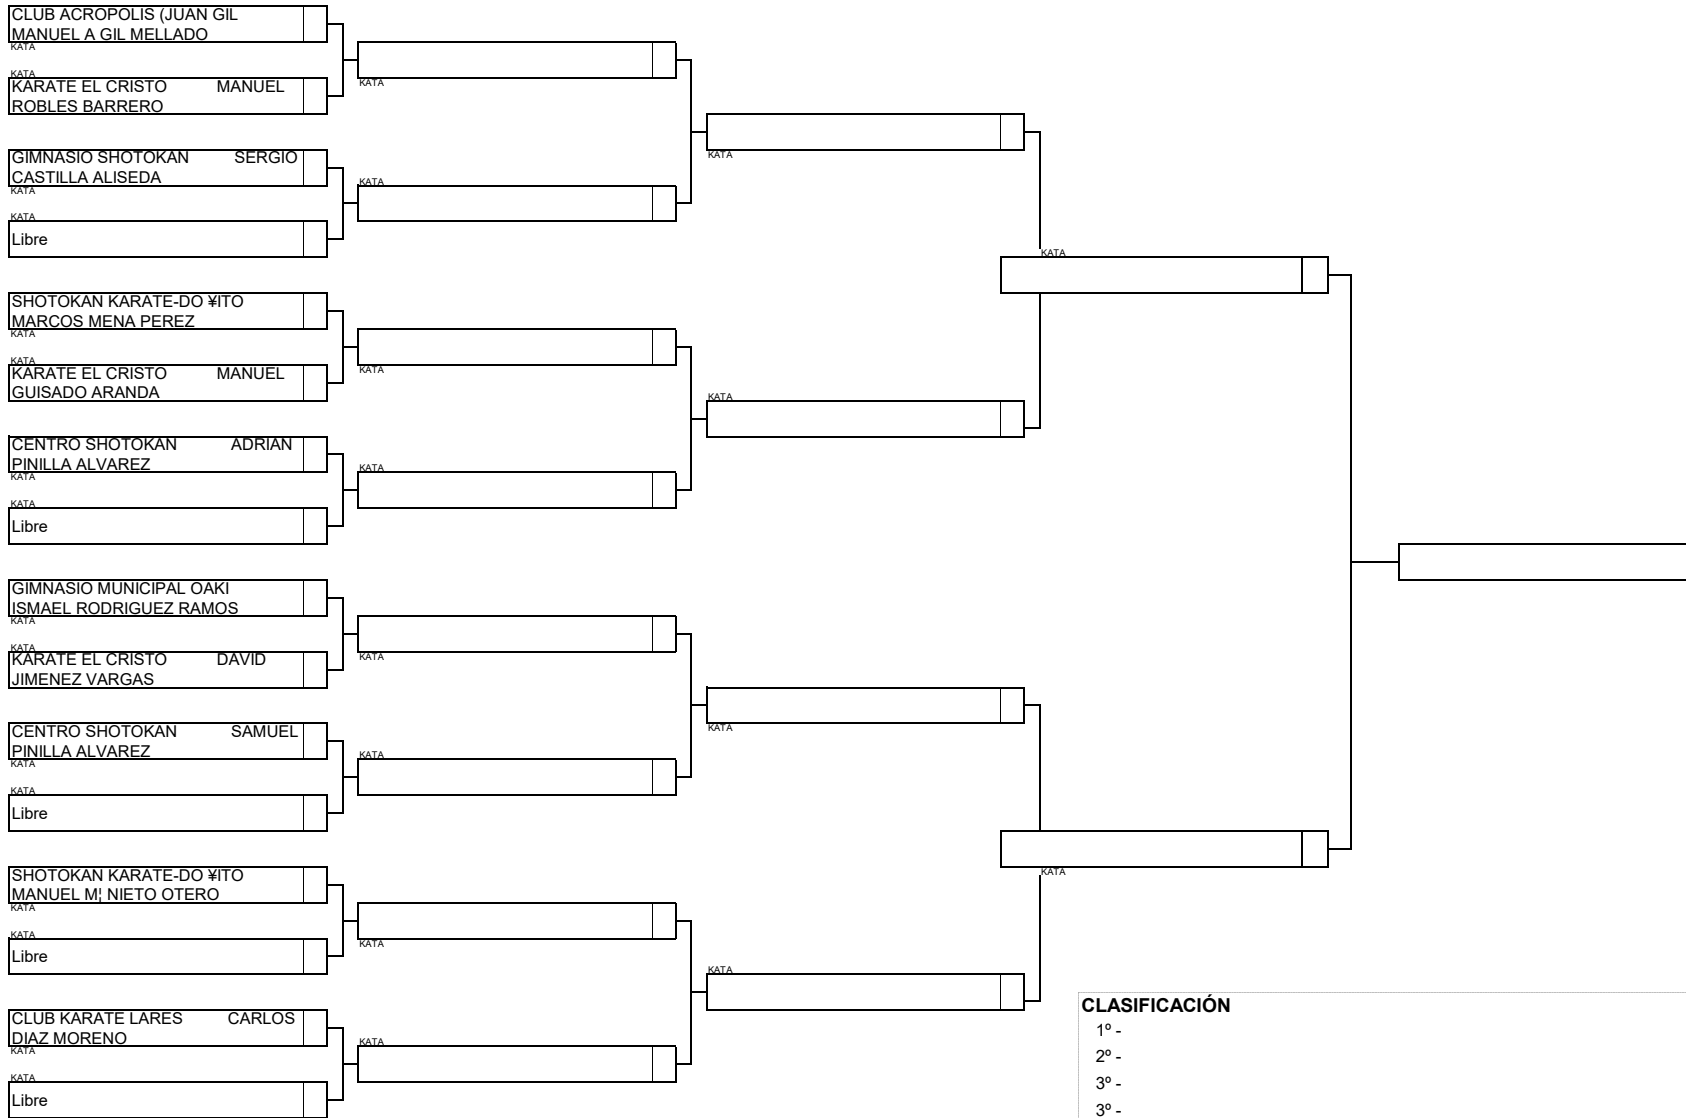 CLUB ACROPOLIS (JUAN GIL
MANUEL A GIL MELLADO
KATA
KATA
KARATE EL CRISTO MANUEL
ROBLES BARRERO
KATA
GIMNASIO SHOTOKAN SERGIO
CASTILLA ALISEDA
KATA
KATA
KATA
Libre
KATA
KATA
SHOTOKAN KARATE-DO ¥ITO
MARCOS MENA PEREZ
KATA
KATA
KARATE EL CRISTO MANUEL
GUISADO ARANDA
KATA
KATA
CENTRO SHOTOKAN ADRIAN
PINILLA ALVAREZ
KATA
KATA
KATA
Libre
GIMNASIO MUNICIPAL OAKI
ISMAEL RODRIGUEZ RAMOS
KATA
KATA
KARATE EL CRISTO DAVID
JIMENEZ VARGAS
KATA
KATA
CENTRO SHOTOKAN SAMUEL
PINILLA ALVAREZ
KATA
KATA
KATA
Libre
KATA
SHOTOKAN KARATE-DO ¥ITO
MANUEL M¦ NIETO OTERO
KATA
KATA
Libre
KATA
KATA
CLUB KARATE LARES CARLOS
DIAZ MORENO
KATA
KATA
KATA
Libre
CLASIFICACIÓN
1º -
2º -
3º -
3º -